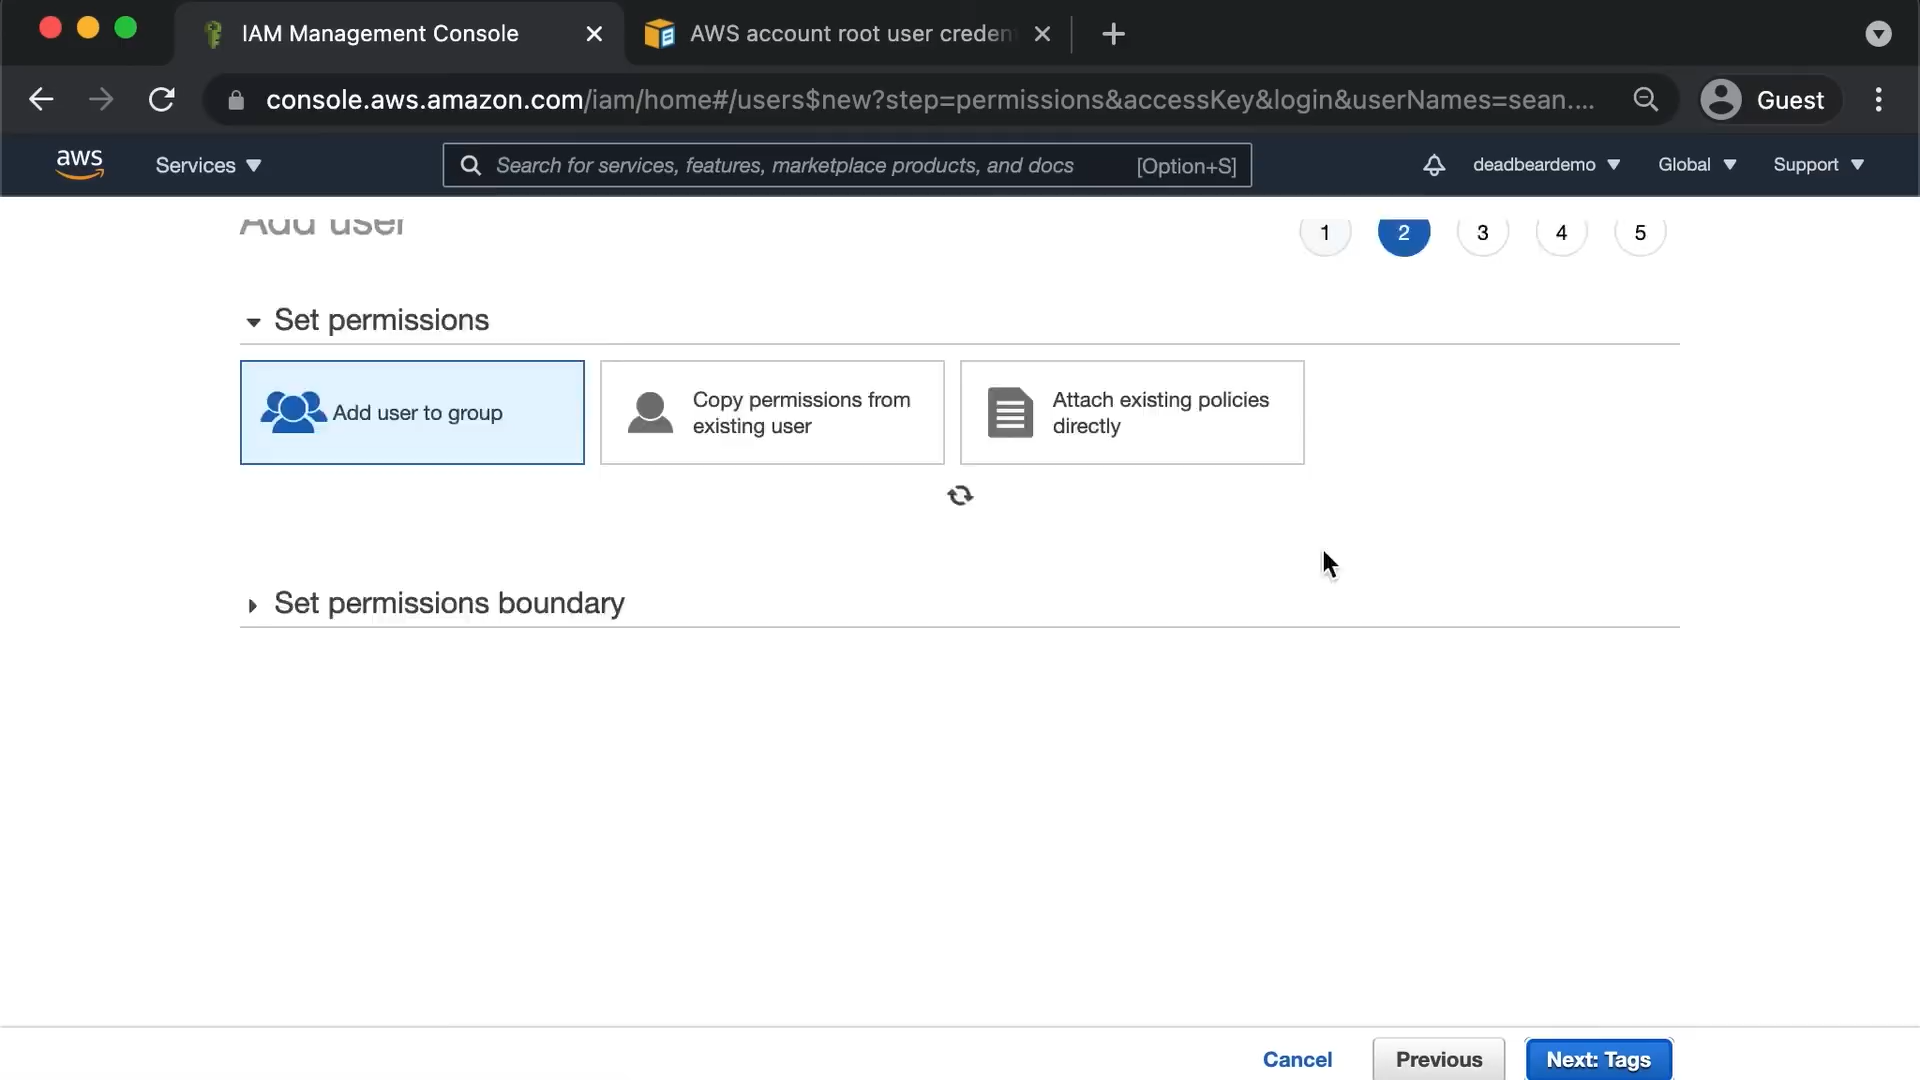 IAM Management Console
AWS account root user creden
console.aws.amazon.com/iam/home#/users$new?step=permissions&accessKey&login&userNames=sean....
Guest
aws
Services
Search for services, features, marketplace products, and docs
[Option+S]
deadbeardemo
Global
Support
Add user
1
2
3
4
5
Set permissions
Add user to group
Copy permissions from
existing user
Attach existing policies
directly
Set permissions boundary
Cancel
Previous
Next: Tags